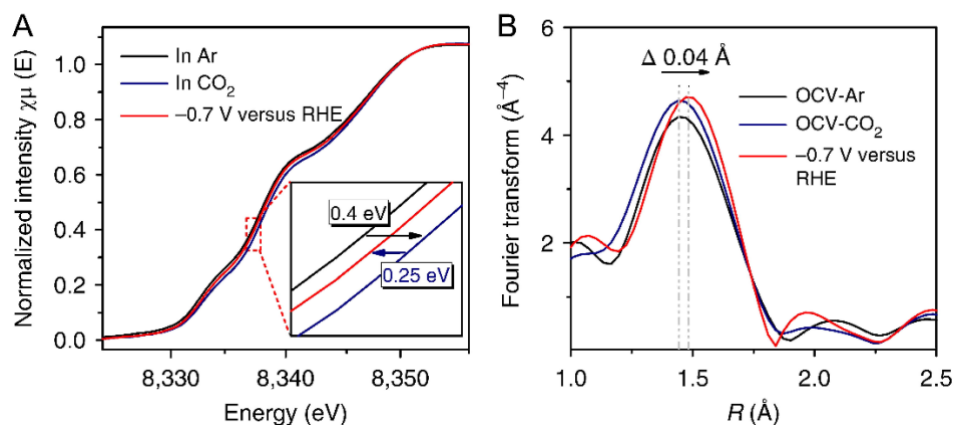 A
Normalized intensity χμ (E)
1.0
0.8
0.6
0.4
0.2
0.0
In Ar
In CO₂
−0.7 V versus RHE
0.4 eV
0.25 eV
8,330
8,340
8,350
Energy (eV)
B
Fourier transform (Å⁻⁴)
6
4
2
0
Δ 0.04 Å
OCV-Ar
OCV-CO₂
−0.7 V versus
RHE
1.0
1.5
2.0
2.5
R (Å)